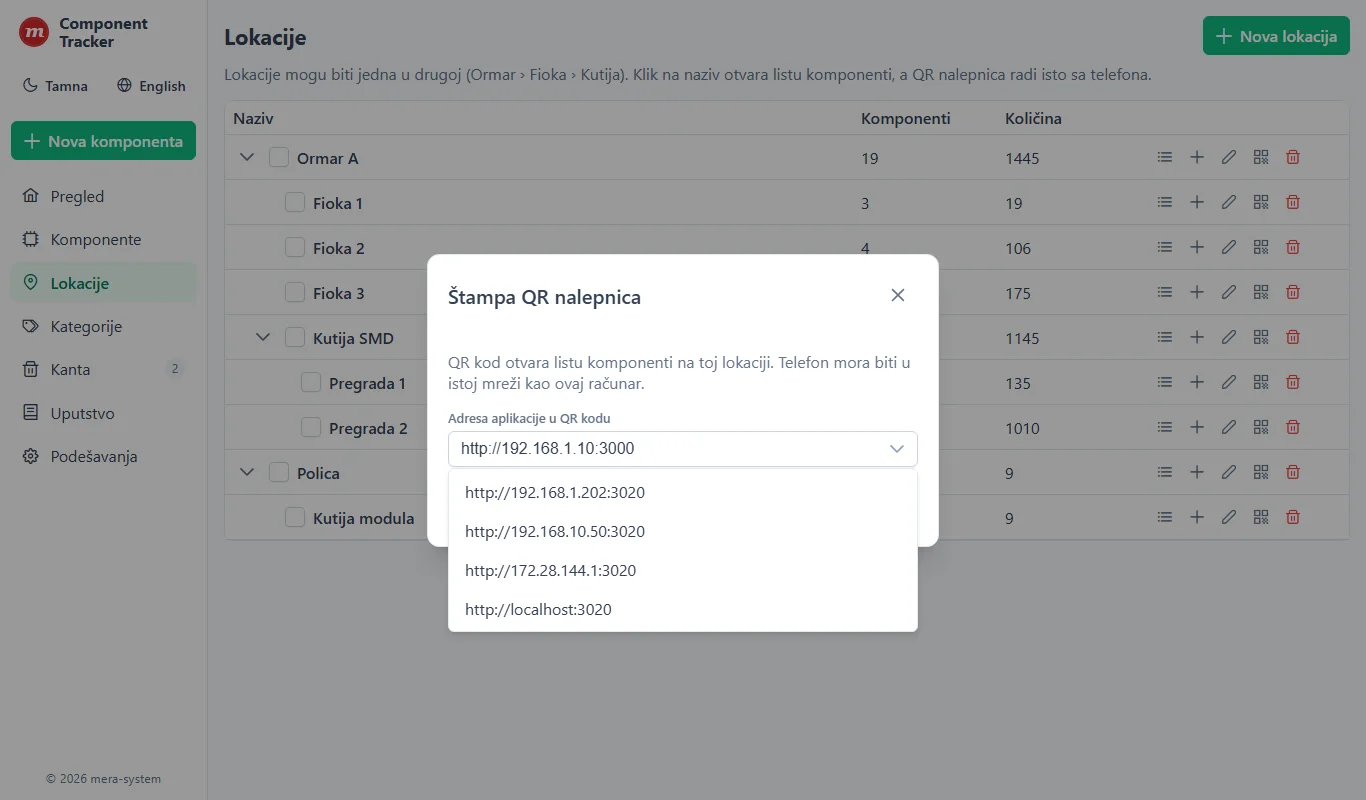 m
Component
Tracker
Tamna
English
Nova komponenta
Pregled
Komponente
Lokacije
Kategorije
Kanta 2
Uputstvo
Podešavanja
© 2026 mera-system
Lokacije
Nova lokacija
Lokacije mogu biti jedna u drugoj (Ormar › Fioka › Kutija). Klik na naziv otvara listu komponenti, a QR nalepnica radi isto sa telefona.
Naziv Komponenti Količina
Ormar A 19 1445
Fioka 1 3 19
Fioka 2 4 106
Fioka 3 175
Kutija SMD 1145
Pregrada 1 135
Pregrada 2 1010
Polica 9
Kutija modula 9
Štampa QR nalepnica
QR kod otvara listu komponenti na toj lokaciji. Telefon mora biti u
istoj mreži kao ovaj računar.
Adresa aplikacije u QR kodu
http://192.168.1.10:3000
http://192.168.1.202:3020
http://192.168.10.50:3020
http://172.28.144.1:3020
http://localhost:3020